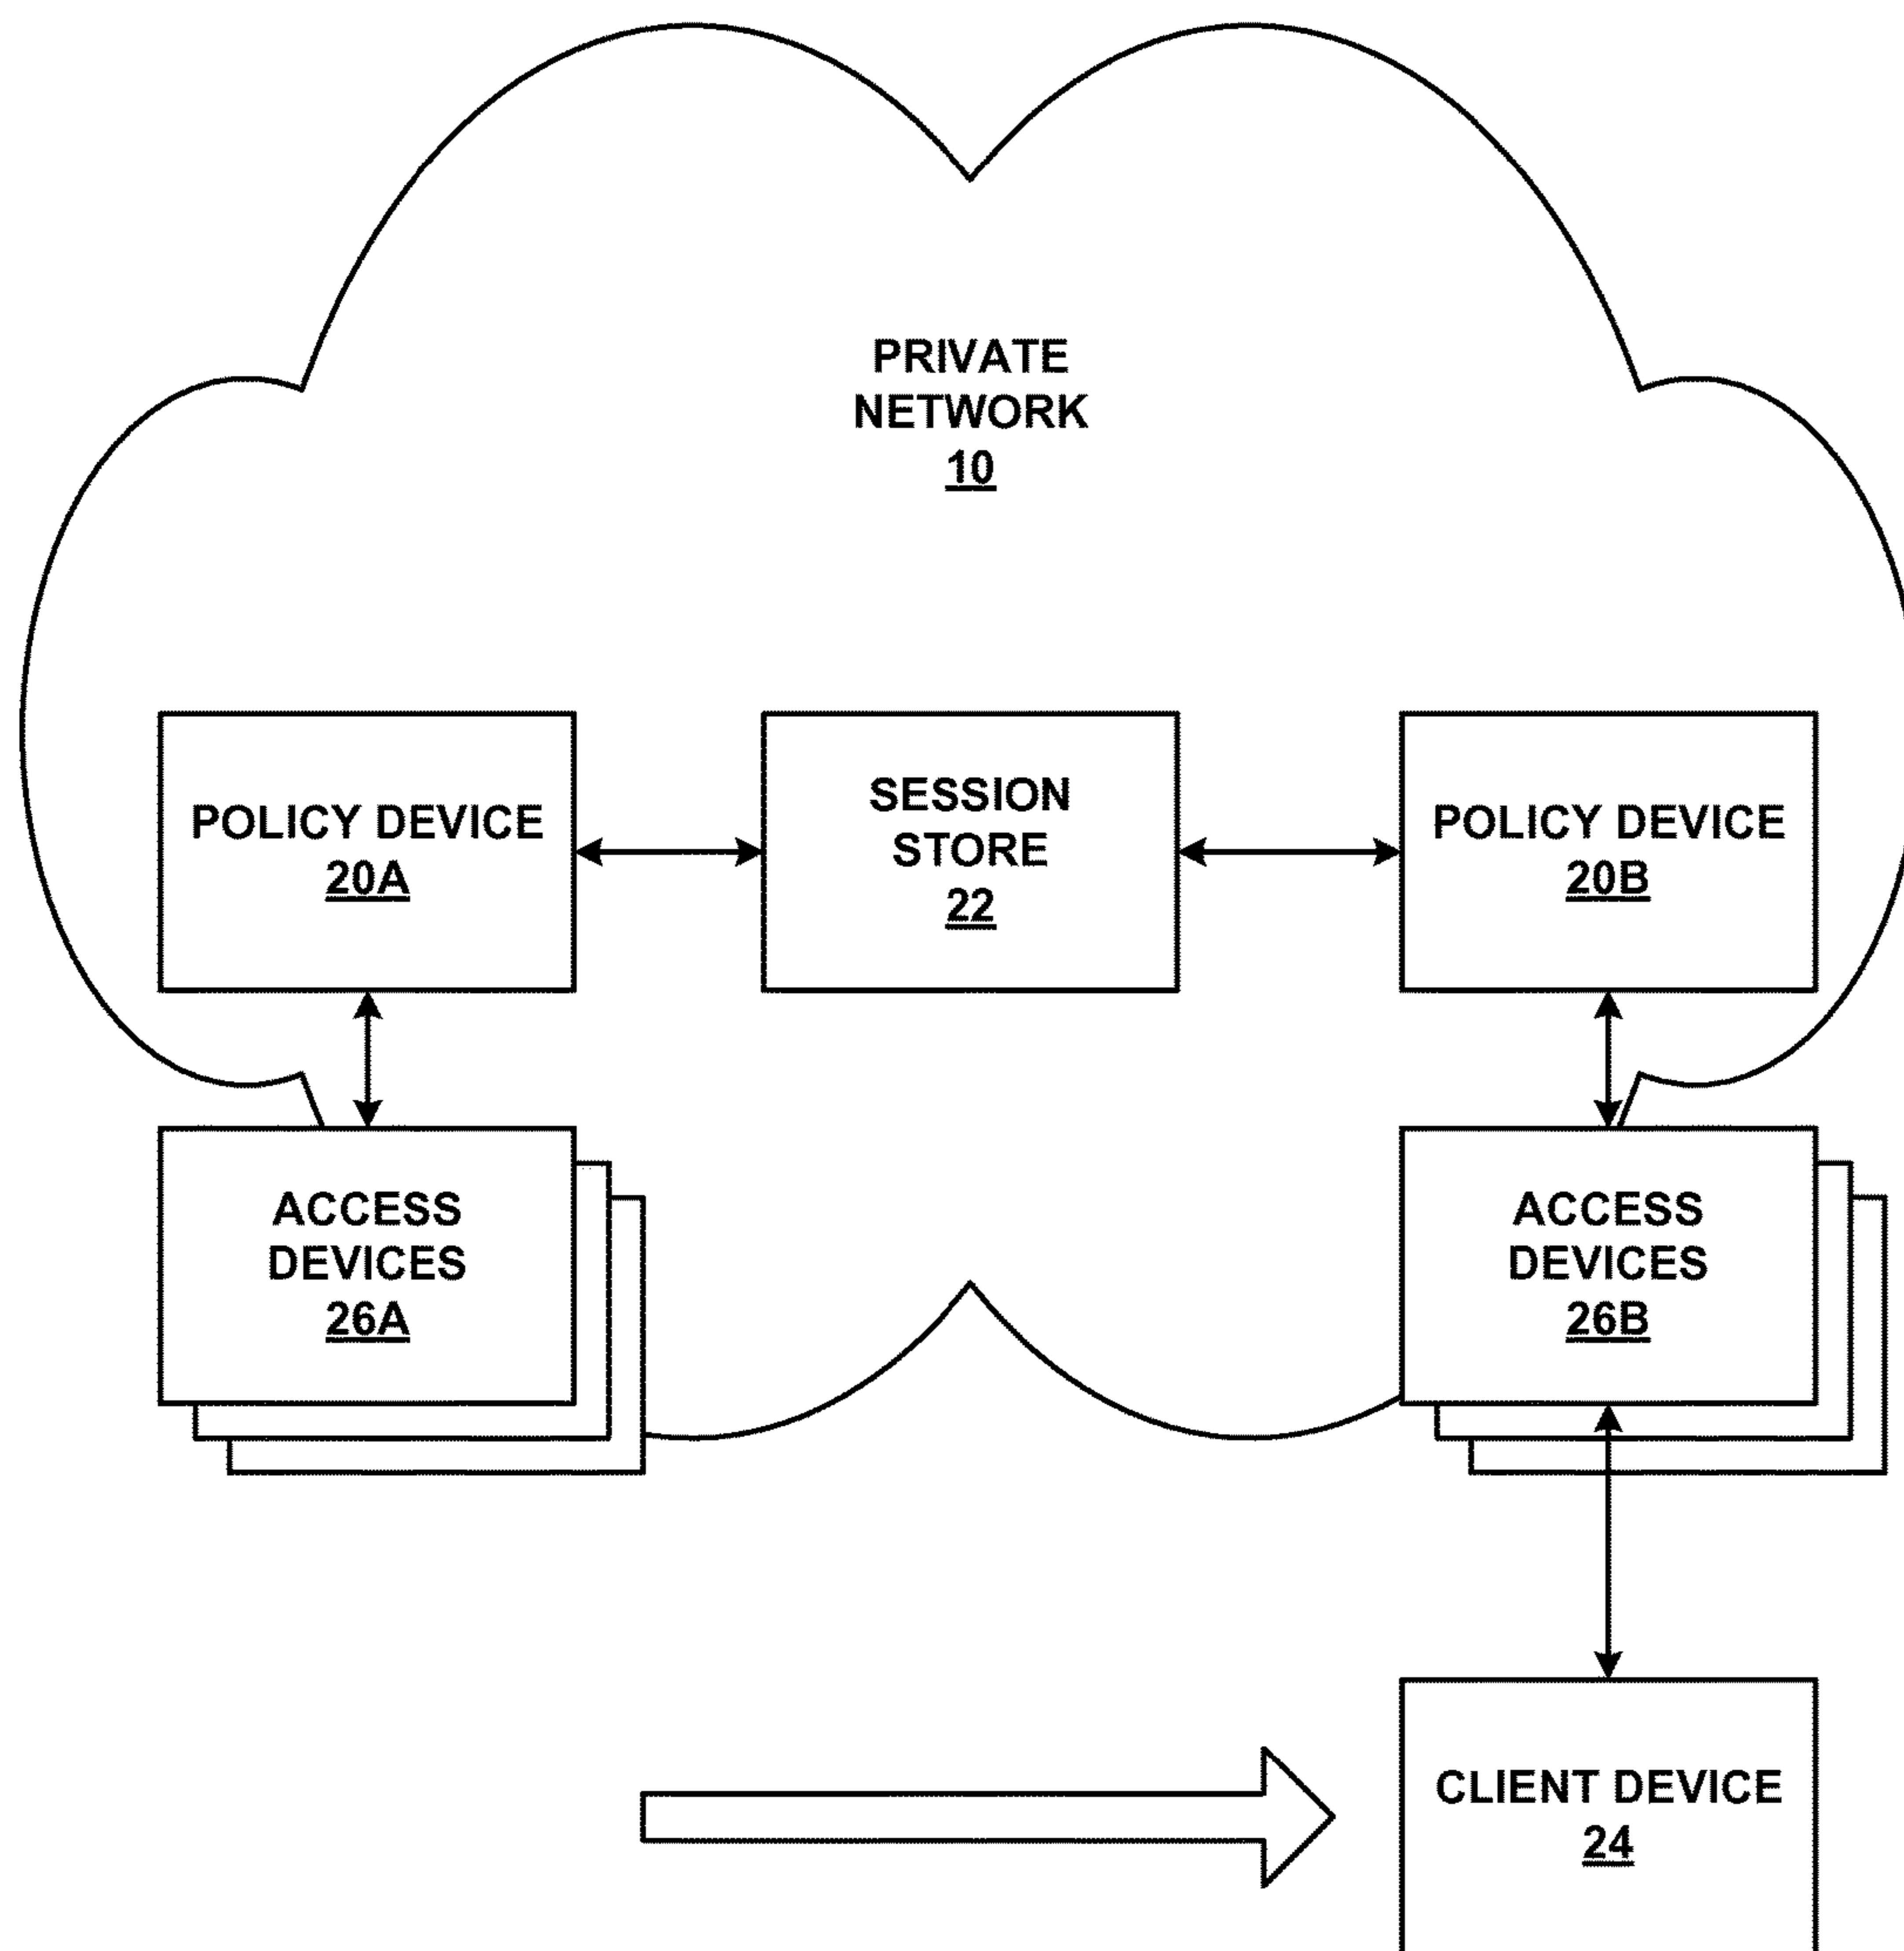 PRIVATE
NETWORK
10
POLICY DEVICE
20A
SESSION
STORE
22
POLICY DEVICE
20B
ACCESS
DEVICES
26A
ACCESS
DEVICES
26B
CLIENT DEVICE
24